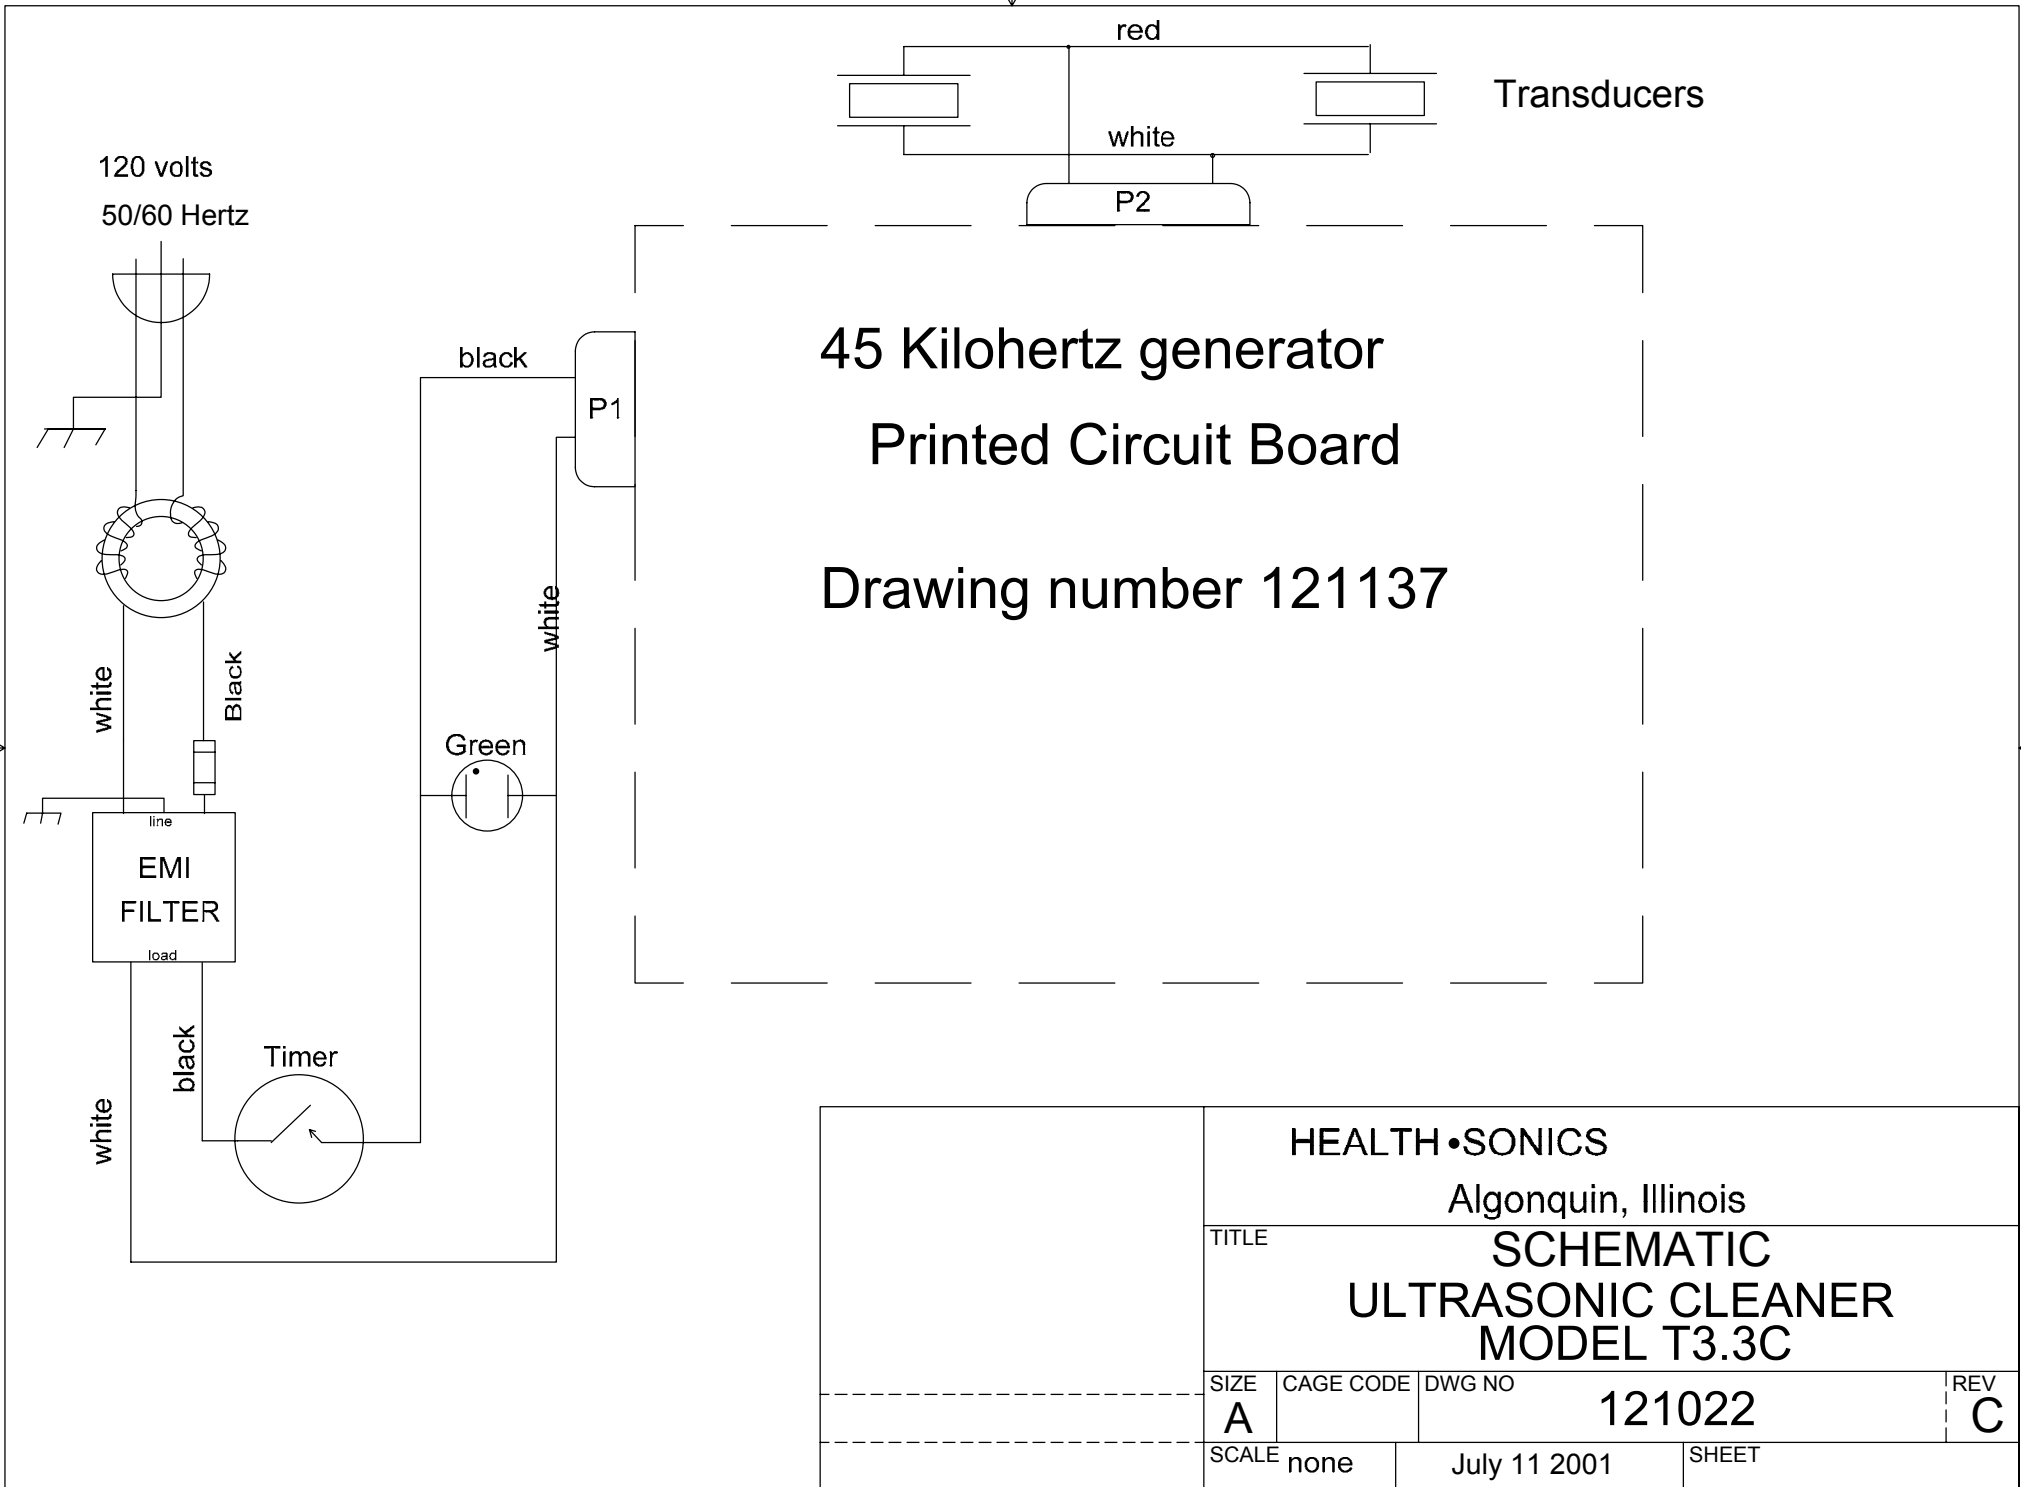 red
Transducers
white
120 volts
50/60 Hertz
P2
45 Kilohertz generator
Printed Circuit Board
Drawing number 121137
black
P1
white
white
Black
Green
line
EMI
FILTER
load
black
white
Timer
HEALTH•SONICS
Algonquin, Illinois
TITLE
SCHEMATIC
ULTRASONIC CLEANER
MODEL T3.3C
SIZE
A
CAGE CODE
DWG NO
121022
REV
C
SCALE none
July 11 2001
SHEET